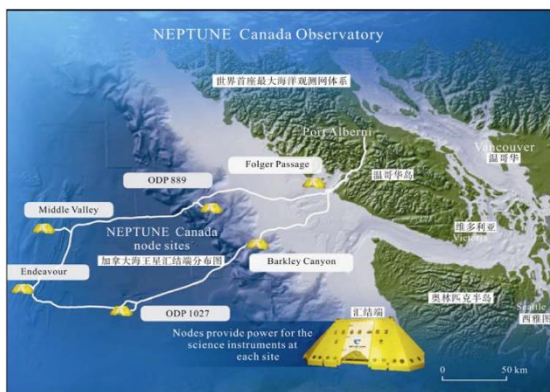 NEPTUNE Canada Observatory
世界首座最大海洋观测网体系
Port Alberni
Vancouver
温哥华
Folger Passage
温哥华岛
ODP 889
Middle Valley
NEPTUNE Canada
node sites
加拿大海王星汇结端分布图
维多利亚
Victoria
Barkley Canyon
Endeavour
奥林匹克半岛
ODP 1027
汇结端
Seattle
西雅图
Nodes provide power for the
science instruments at
each site
0
50 km